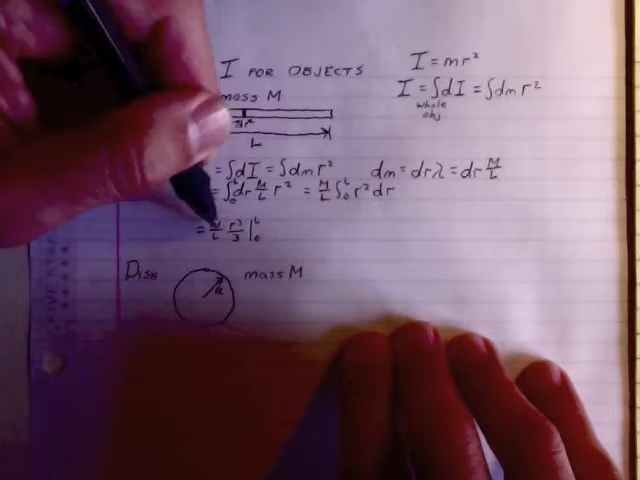 I FOR OBJECTS
I = mr²
mass M
I = ∫dI = ∫dm r²
whole
obj
dr
L
= ∫dI = ∫dm r²   dm = dr λ = dr M/L
= ∫₀ᴸ dr M/L r² = M/L ∫₀ᴸ r² dr
= M/L r³/3 |₀ᴸ
DISK
R
mass M